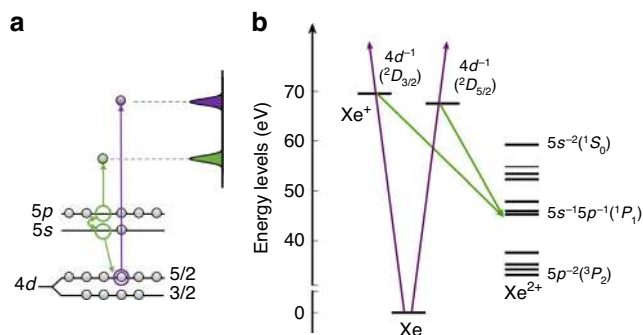 a
5p
5s
4d
5/2
3/2
b
Energy levels (eV)
70
60
50
40
0
4d⁻¹
(²D₃/₂)
4d⁻¹
(²D₅/₂)
Xe⁺
Xe
5s⁻²(¹S₀)
5s⁻¹5p⁻¹(¹P₁)
5p⁻²(³P₂)
Xe²⁺